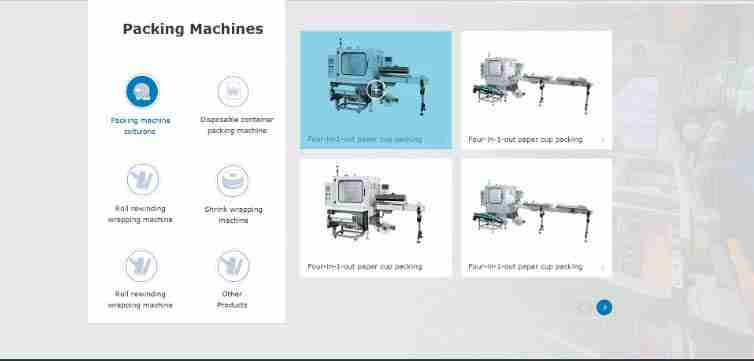 Packing Machines
Packing machine
solturons
Disposable container
packing machine
Roll rewinding
wrapping machine
Shrink wrapping
machine
Roll rewinding
wrapping machine
Other
Products
Four-in-1-out paper cup packing
Four-in-1-out paper cup packing
Four-in-1-out paper cup packing
Four-in-1-out paper cup packing